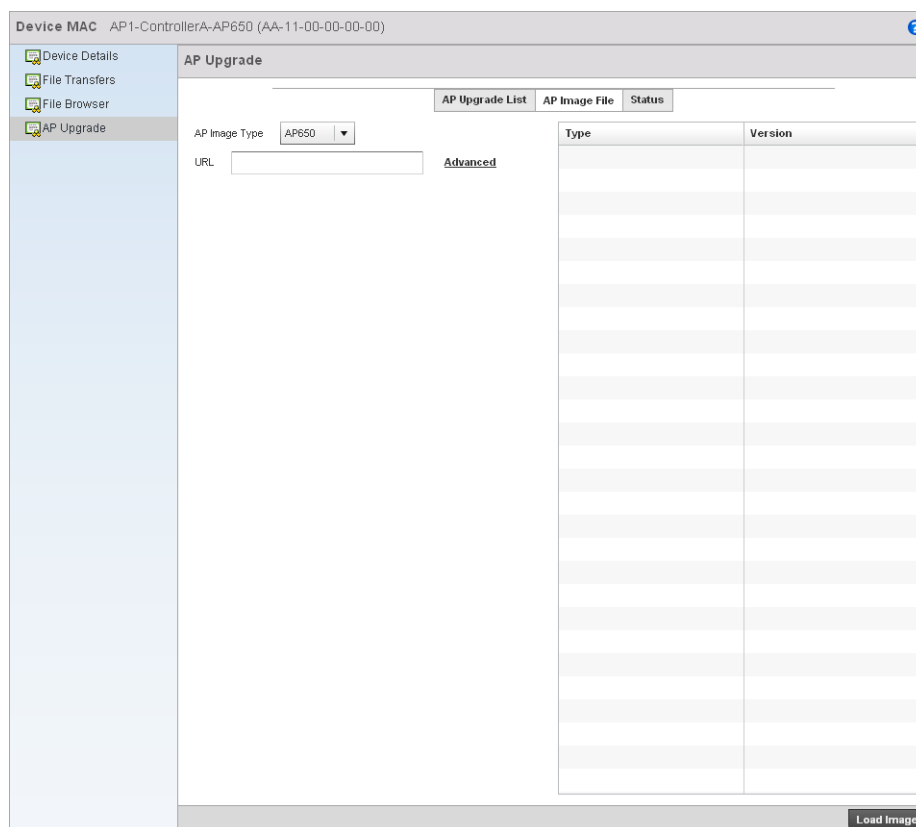 Device MAC AP1-ControllerA-AP650 (AA-11-00-00-00-00)
Device Details
File Transfers
File Browser
AP Upgrade
AP Upgrade
AP Upgrade List AP Image File Status
AP Image Type AP650
URL Advanced
Type Version
Load Image